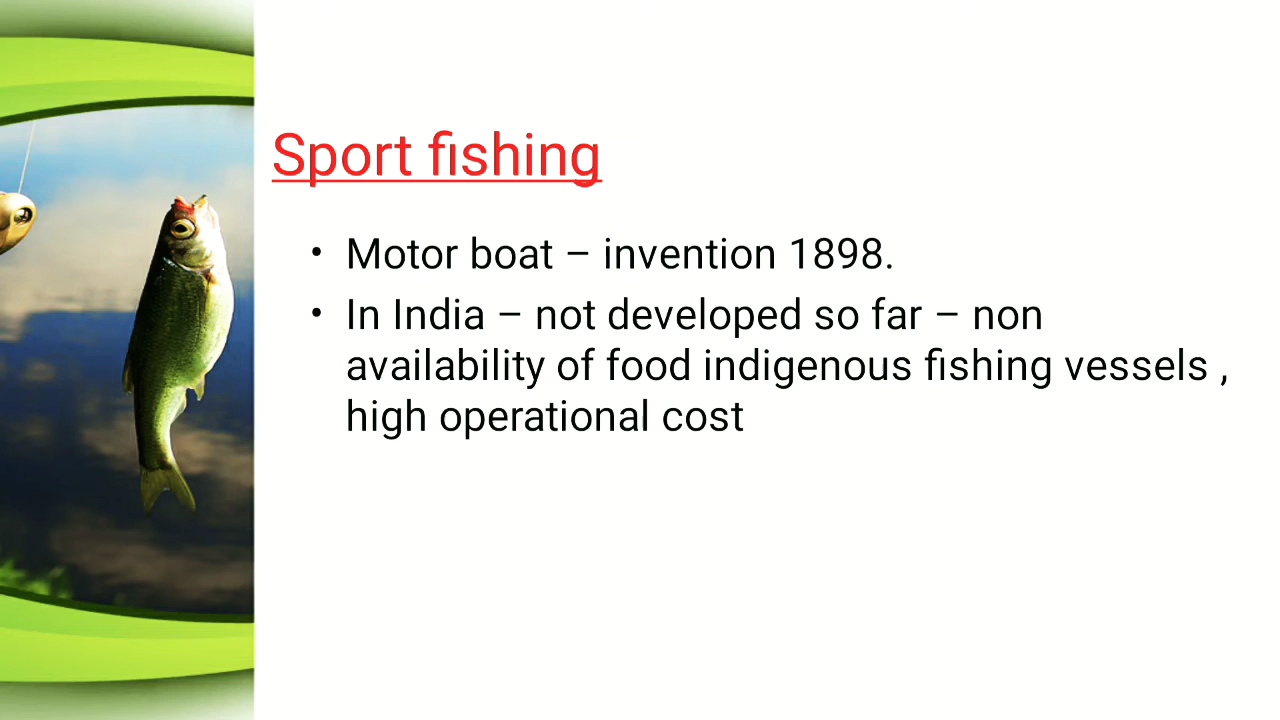 Sport fishing
• Motor boat – invention 1898.
• In India – not developed so far – non
availability of food indigenous fishing vessels ,
high operational cost